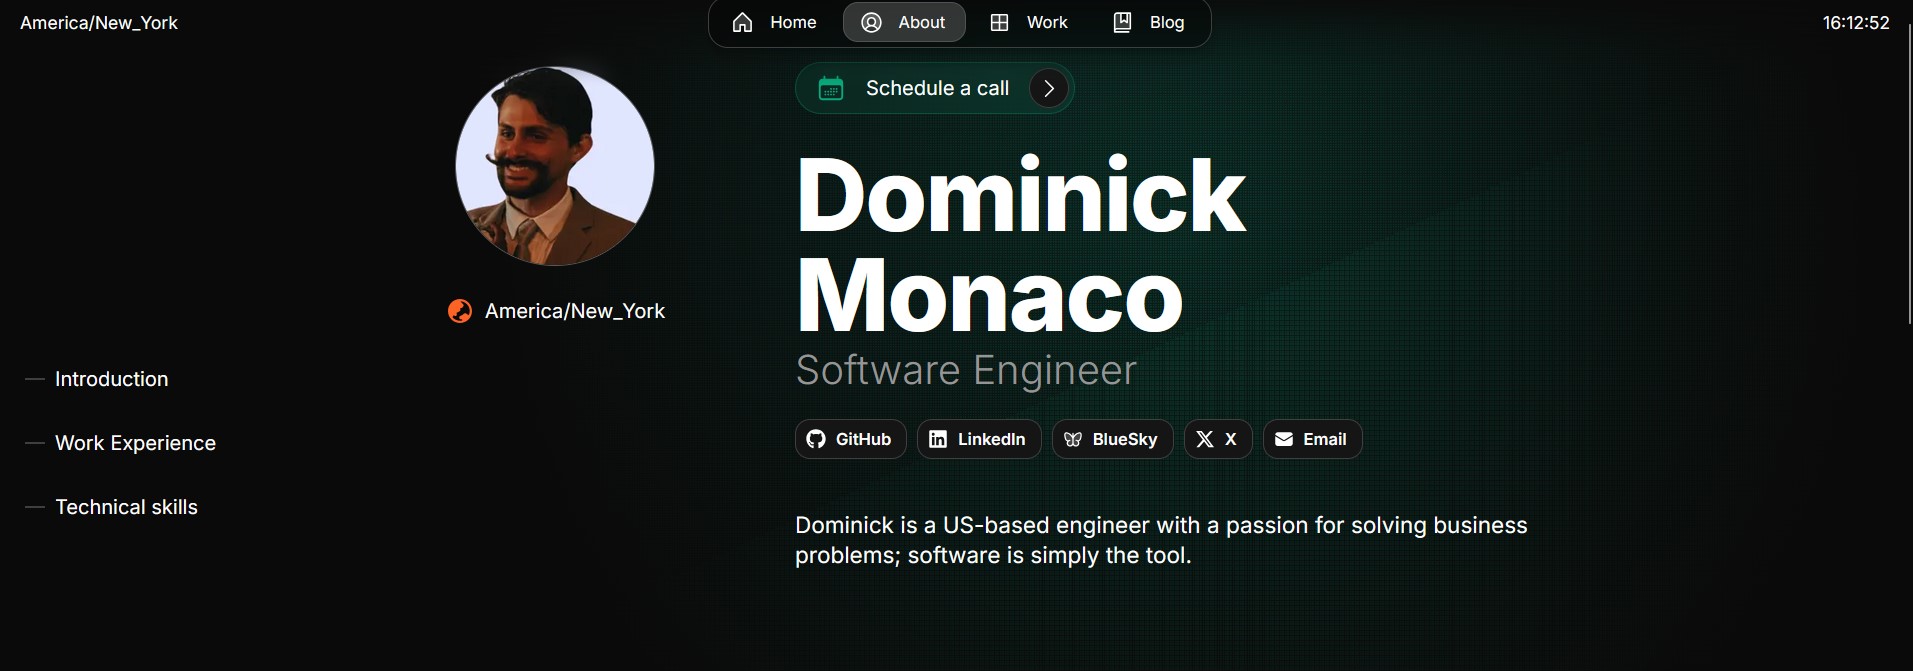 America/New_York
Home
About
Work
Blog
16:12:52
Schedule a call
Dominick
Monaco
Software Engineer
America/New_York
Introduction
Work Experience
Technical skills
GitHub
LinkedIn
BlueSky
X
Email
Dominick is a US-based engineer with a passion for solving business
problems; software is simply the tool.